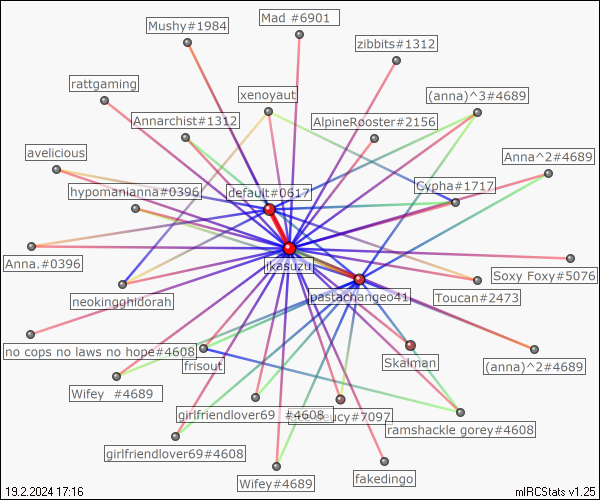 Mad #6901
Mushy#1984
zibbits#1312
rattgaming
xenoyaut
(anna)^3#4689
Annarchist#1312
AlpineRooster#2156
avelicious
Anna^2#4689
hypomanianna#0396
default#0617
Cypha#1717
Anna.#0396
ikasuzu
Soxy Foxy#5076
neokingghidorah
pastachangeo41
Toucan#2473
no cops no laws no hope#4608
frisout
Skalman
(anna)^2#4689
Wifey #4689
girlfriendlover69 #4608
#7097
ramshackle gorey#4608
girlfriendlover69#4608
Wifey#4689
fakedingo
19.2.2024 17:16
mIRCStats v1.25